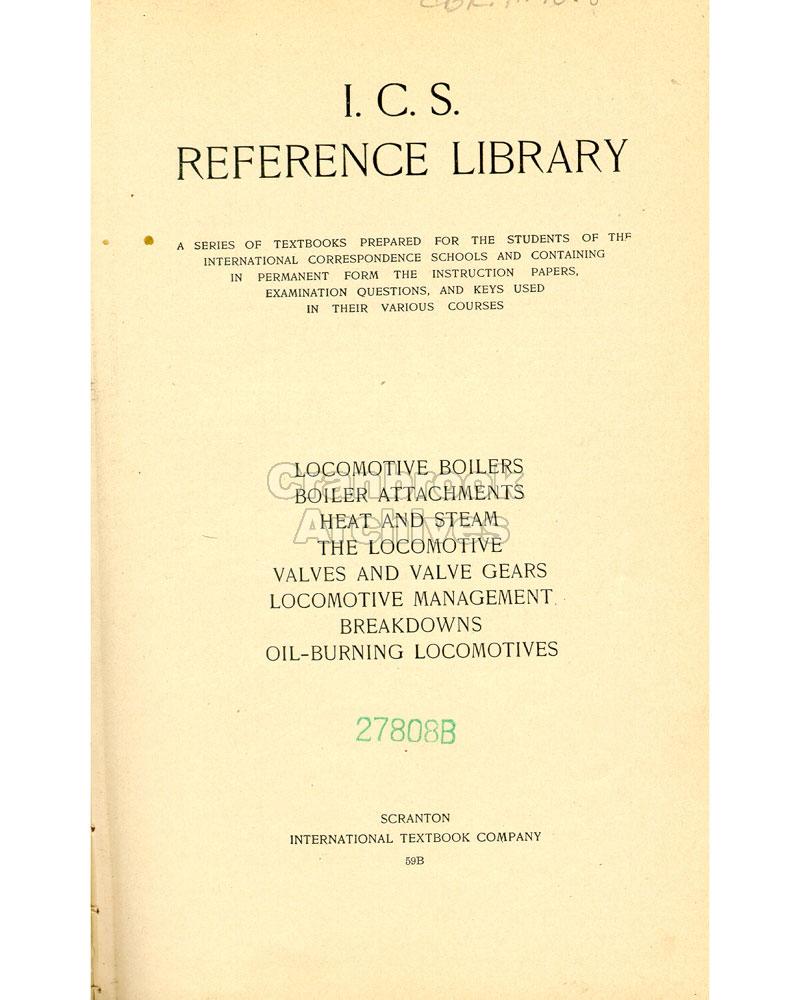 I. C. S.
REFERENCE LIBRARY
A SERIES OF TEXTBOOKS PREPARED FOR THE STUDENTS OF THE
INTERNATIONAL CORRESPONDENCE SCHOOLS AND CONTAINING
IN PERMANENT FORM THE INSTRUCTION PAPERS,
EXAMINATION QUESTIONS, AND KEYS USED
IN THEIR VARIOUS COURSES
LOCOMOTIVE BOILERS
Cranbrook
BOILER ATTACHMENTS
HEAT AND STEAM
Archives
THE LOCOMOTIVE
VALVES AND VALVE GEARS
LOCOMOTIVE MANAGEMENT
BREAKDOWNS
OIL-BURNING LOCOMOTIVES
27808B
SCRANTON
INTERNATIONAL TEXTBOOK COMPANY
59B